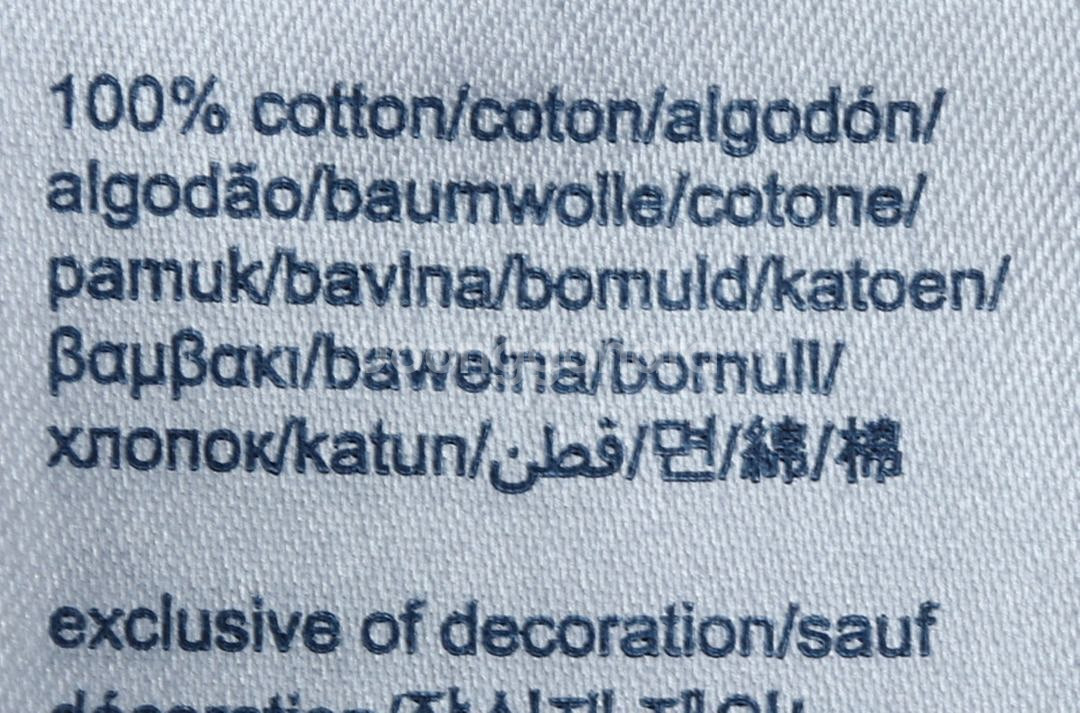 100% cotton/coton/algodón/
algodão/baumwolle/cotone/
pamuk/bavlna/bomuld/katoen/
βαμβακι/bawełna/bornull/
хлопок/katun/قطن/면/綿/棉
exclusive of decoration/sauf